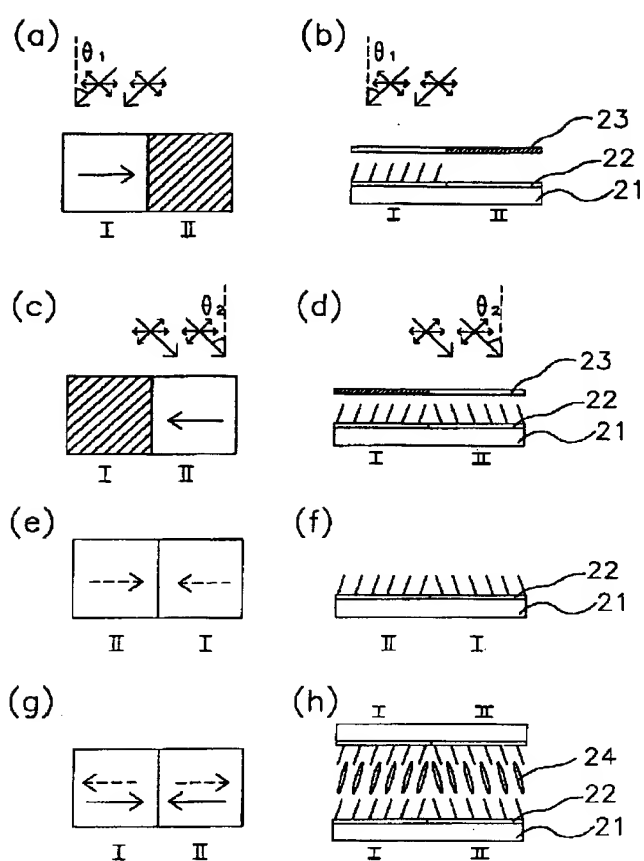 (a)
θ1
I II
(b)
θ1
23
22
21
I II
(c)
θ2
I II
(d)
θ2
23
22
21
I II
(e)
II I
(f)
22
21
II I
(g)
I II
(h)
I II
24
22
21
I II